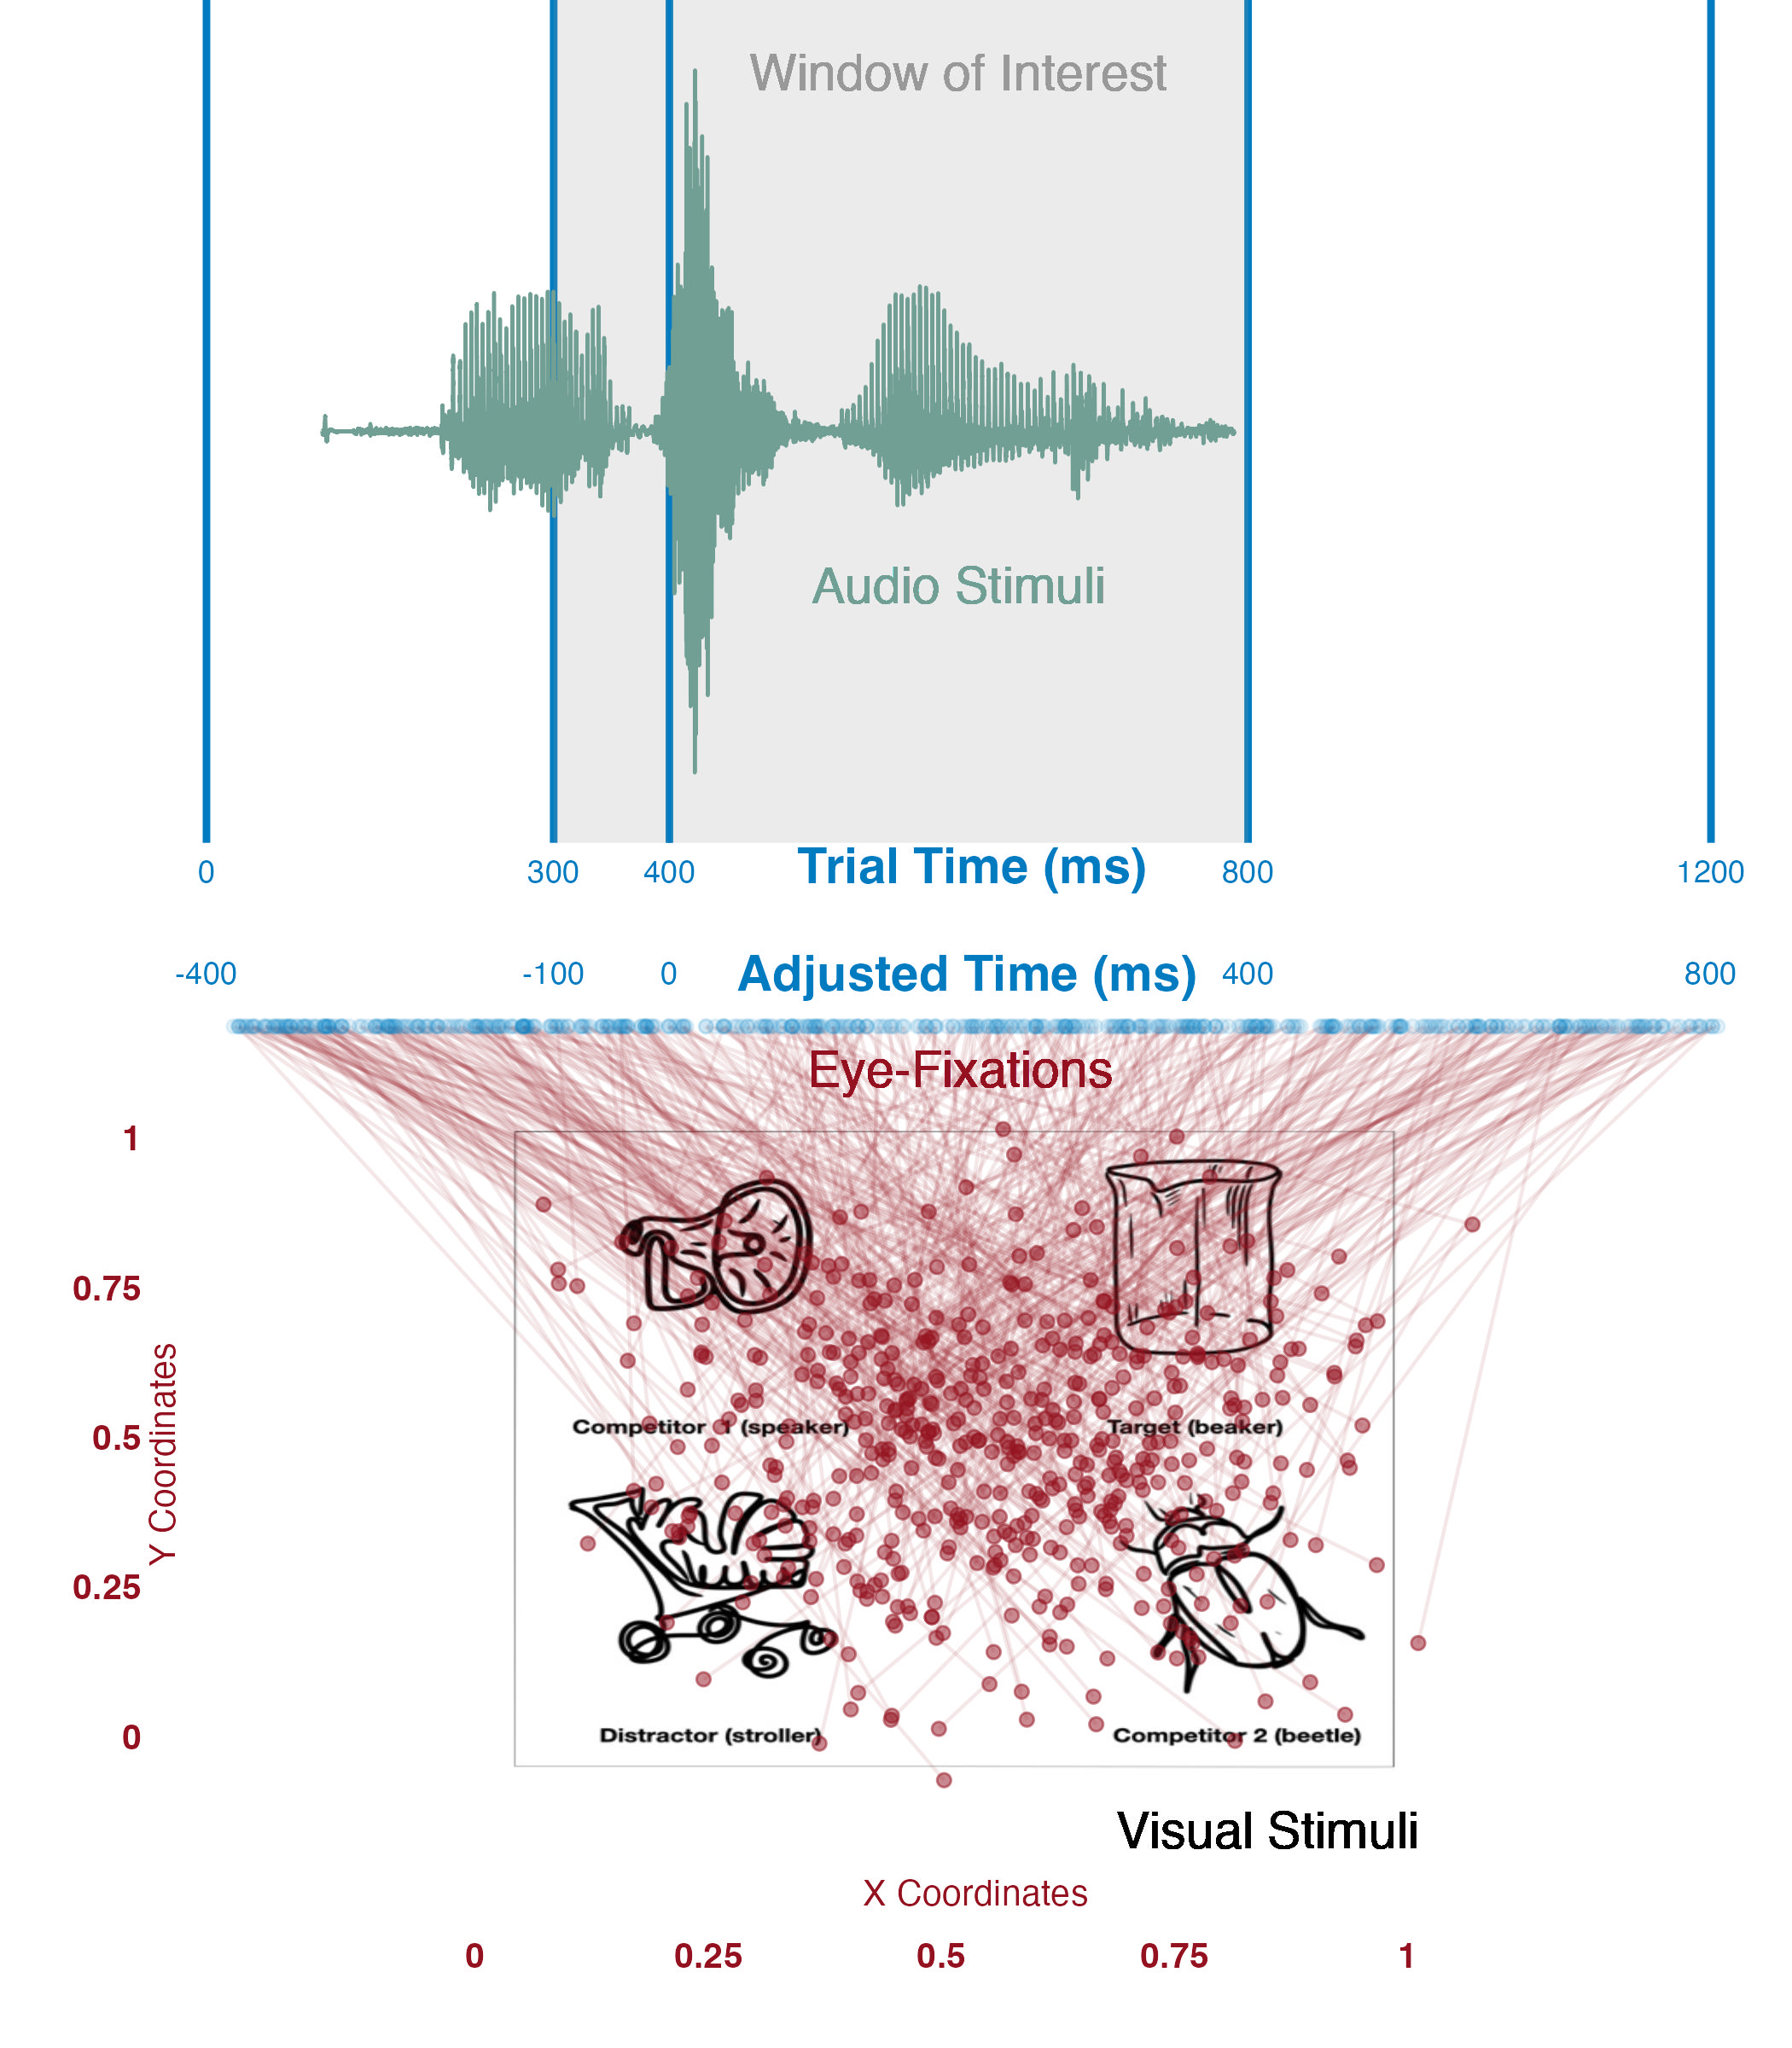 Window of Interest
Audio Stimuli
0 300 400 Trial Time (ms) 800 1200
-400 -100 0 Adjusted Time (ms) 400 800
Eye-Fixations
1
0.75
0.5
0.25
0
Y Coordinates
Competitor 1 (speaker) Target (beaker)
Distractor (stroller) Competitor 2 (beetle)
Visual Stimuli
X Coordinates
0 0.25 0.5 0.75 1